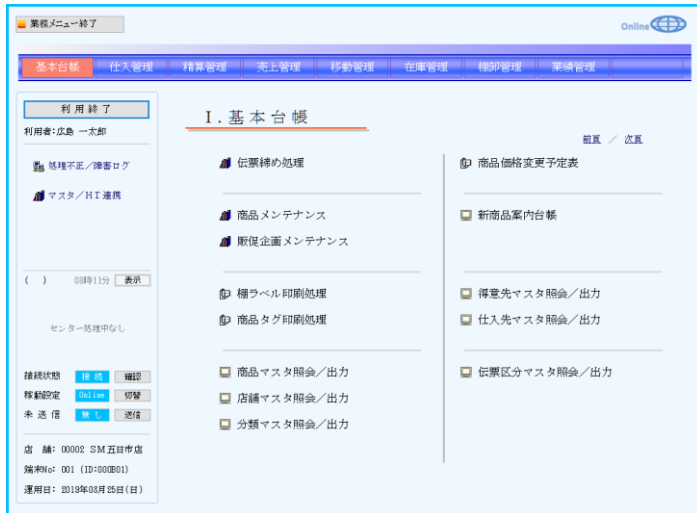 業務メニュー終了
Online
基本台帳 仕入管理 精算管理 売上管理 移動管理 在庫管理 棚卸管理 業績管理
利用終了
利用者:広島 一太郎
処理不正／障害ログ
マスタ／HT連携
( ) 08時11分 表示
センター処理中なし
接続状態 接続 確認
稼動設定 Online 切替
未送信 無し 送信
店 舗: 00002 SM五日市店
端末No: 001 (ID:000B01)
運用日: 2019年08月25日(日)
I.基本台帳
前頁 ／ 次頁
伝票締め処理
商品メンテナンス
販促企画メンテナンス
棚ラベル印刷処理
商品タグ印刷処理
商品マスタ照会／出力
店舗マスタ照会／出力
分類マスタ照会／出力
商品価格変更予定表
新商品案内台帳
得意先マスタ照会／出力
仕入先マスタ照会／出力
伝票区分マスタ照会／出力